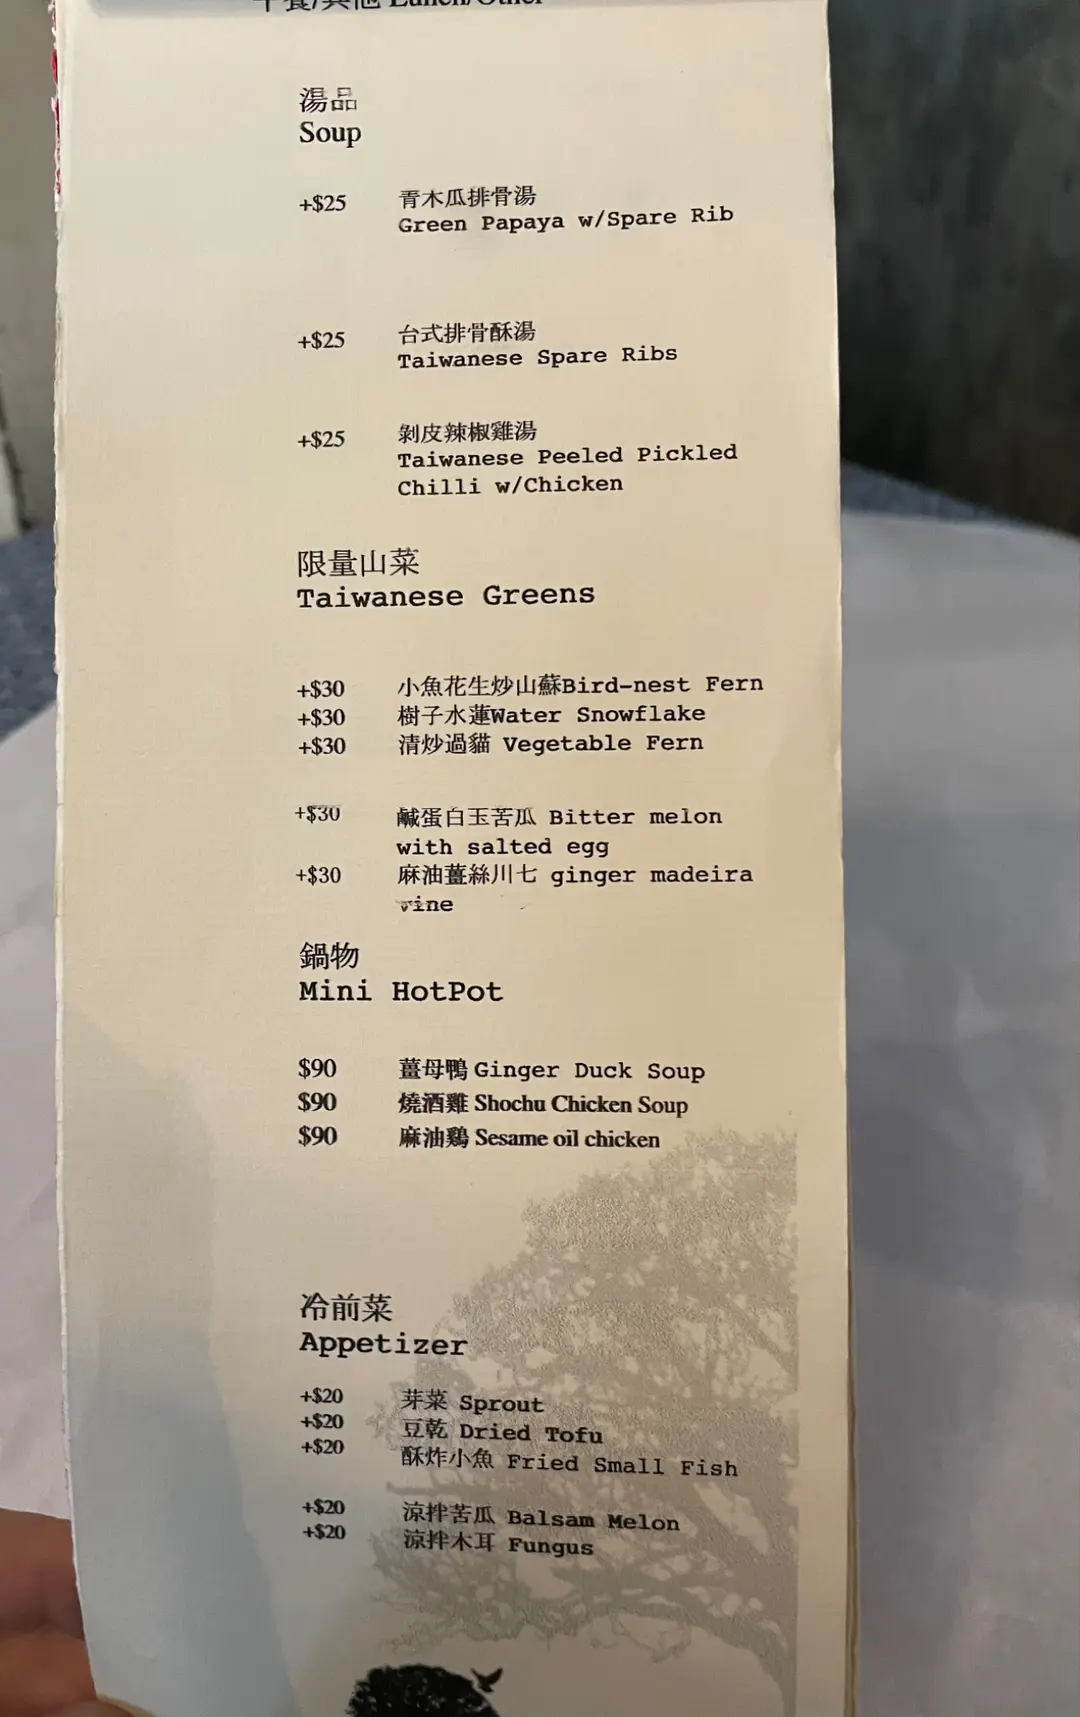 午餐/其他 Lunch/Other
湯品
Soup
+$25 青木瓜排骨湯
Green Papaya w/Spare Rib
+$25 台式排骨酥湯
Taiwanese Spare Ribs
+$25 剝皮辣椒雞湯
Taiwanese Peeled Pickled
Chilli w/Chicken
限量山菜
Taiwanese Greens
+$30 小魚花生炒山蘇Bird-nest Fern
+$30 樹子水蓮Water Snowflake
+$30 清炒過貓 Vegetable Fern
+$30 鹹蛋白玉苦瓜 Bitter melon
with salted egg
+$30 麻油薑絲川七 ginger madeira
vine
鍋物
Mini HotPot
$90 薑母鴨 Ginger Duck Soup
$90 燒酒雞 Shochu Chicken Soup
$90 麻油鷄 Sesame oil chicken
冷前菜
Appetizer
+$20 芽菜 Sprout
+$20 豆乾 Dried Tofu
+$20 酥炸小魚 Fried Small Fish
+$20 涼拌苦瓜 Balsam Melon
+$20 涼拌木耳 Fungus